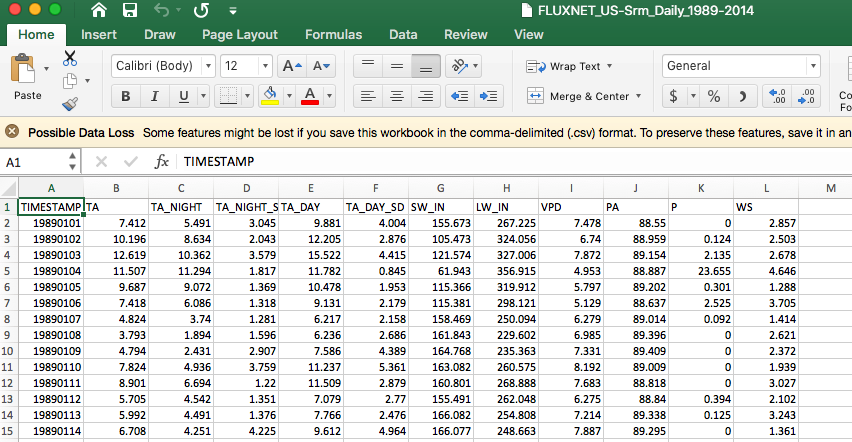 FLUXNET_US-Srm_Daily_1989-2014
Home Insert Draw Page Layout Formulas Data Review View
Paste Calibri (Body) 12 A A Wrap Text General
B I U A Merge & Center $ % .0 .00 .00 .0 Co
Fo
Possible Data Loss Some features might be lost if you save this workbook in the comma-delimited (.csv) format. To preserve these features, save it in an
A1 fx TIMESTAMP
A B C D E F G H I J K L M
1 TIMESTAMP TA TA_NIGHT TA_NIGHT_S TA_DAY TA_DAY_SD SW_IN LW_IN VPD PA P WS
2 19890101 7.412 5.491 3.045 9.881 4.004 155.673 267.225 7.478 88.55 0 2.857
3 19890102 10.196 8.634 2.043 12.205 2.876 105.473 324.056 6.74 88.959 0.124 2.503
4 19890103 12.619 10.362 3.579 15.522 4.415 121.574 327.006 7.872 89.154 2.135 2.678
5 19890104 11.507 11.294 1.817 11.782 0.845 61.943 356.915 4.953 88.887 23.655 4.646
6 19890105 9.687 9.072 1.369 10.478 1.953 115.366 319.912 5.797 89.202 0.301 1.288
7 19890106 7.418 6.086 1.318 9.131 2.179 115.381 298.121 5.129 88.637 2.525 3.705
8 19890107 4.824 3.74 1.281 6.217 2.158 158.469 250.094 6.279 89.014 0.092 1.414
9 19890108 3.793 1.894 1.596 6.236 2.686 161.843 229.602 6.985 89.396 0 2.621
10 19890109 4.794 2.431 2.907 7.586 4.389 164.768 235.363 7.331 89.409 0 2.372
11 19890110 7.824 4.936 3.759 11.237 5.361 163.082 260.575 8.192 89.009 0 1.939
12 19890111 8.901 6.694 1.22 11.509 2.879 160.801 268.888 7.683 88.818 0 3.027
13 19890112 5.705 4.542 1.351 7.079 2.77 155.491 262.048 6.275 88.84 0.394 2.102
14 19890113 5.992 4.491 1.376 7.766 2.476 166.082 254.808 7.214 89.338 0.125 3.243
15 19890114 6.708 4.251 4.225 9.612 4.964 166.077 248.663 7.887 89.295 0 1.361